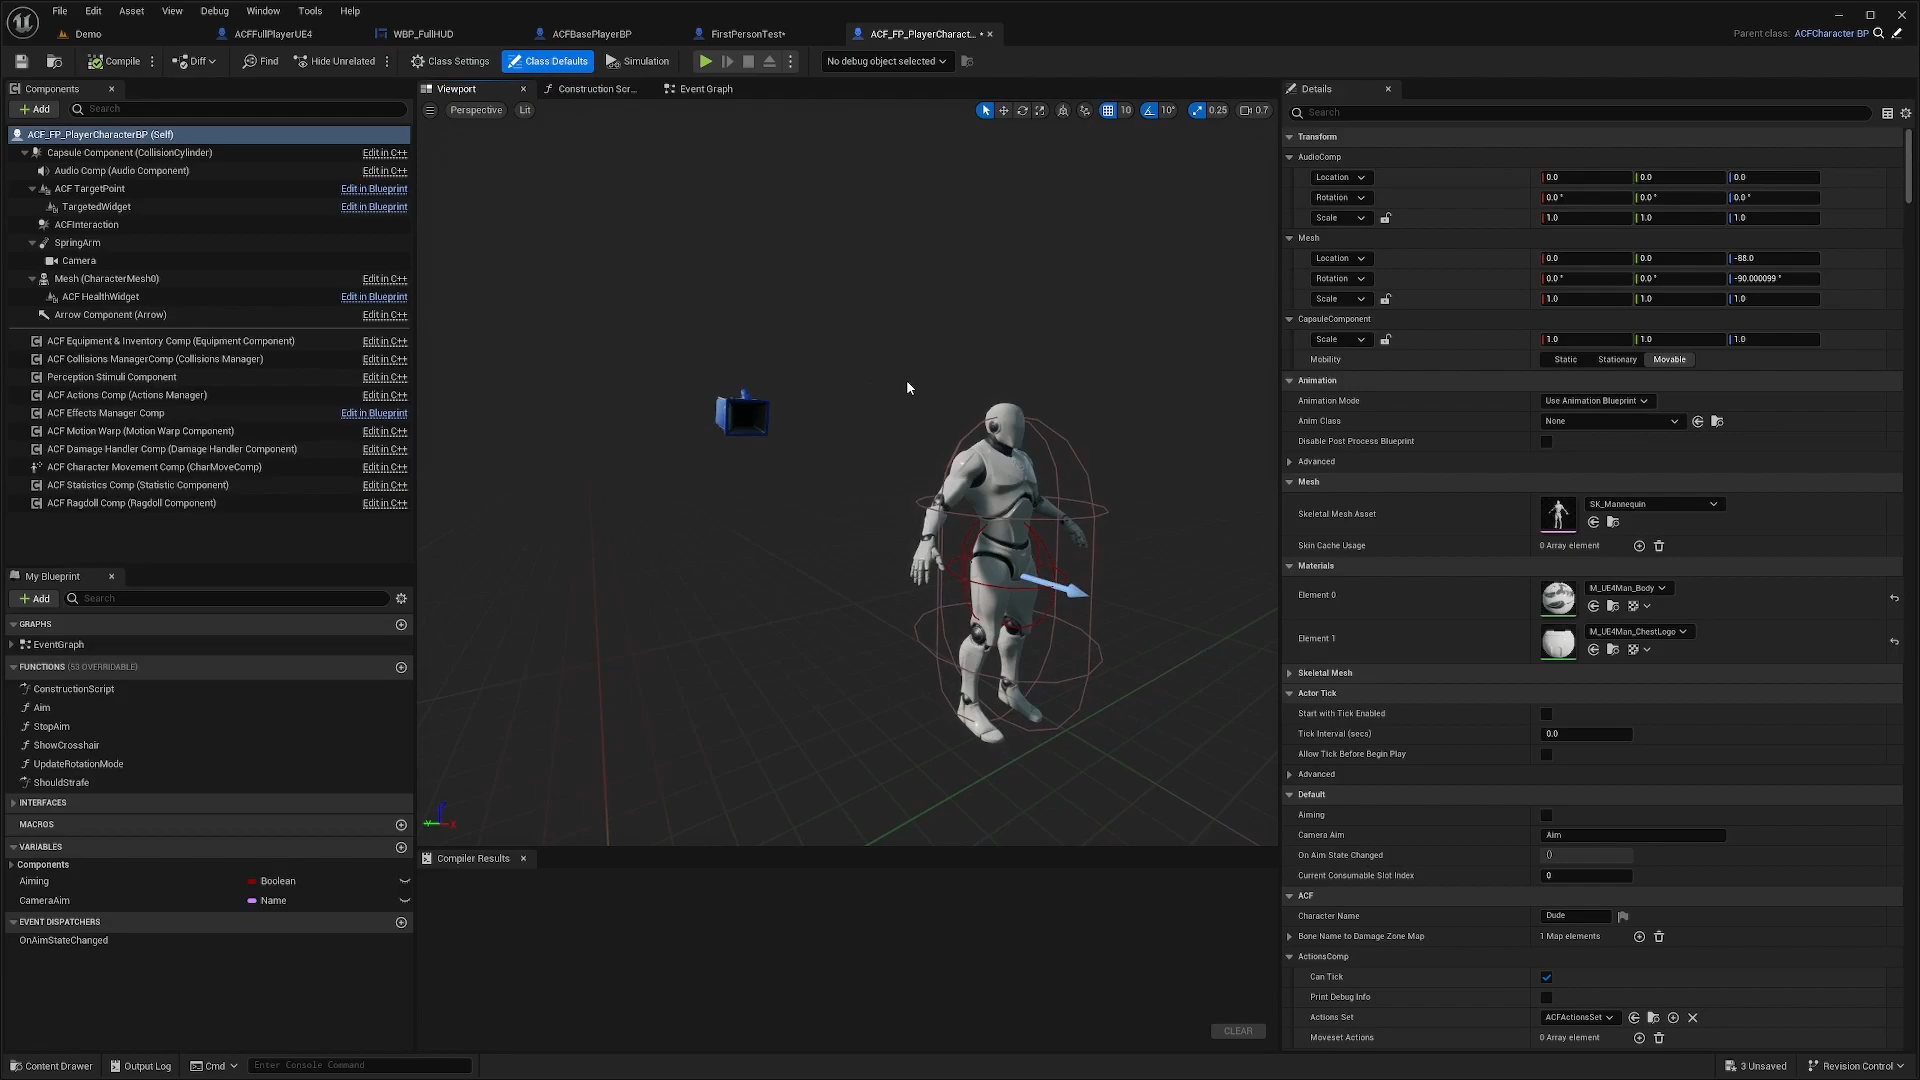 File Edit Asset View Debug Window Tools Help
Demo ACFFullPlayerUE4 WBP_FullHUD ACFBasePlayerBP FirstPersonTest* ACF_FP_PlayerCharact... *
Parent class: ACFCharacter BP
Compile Diff Find Hide Unrelated Class Settings Class Defaults Simulation No debug object selected
Components
Add Search
ACF_FP_PlayerCharacterBP (Self)
Capsule Component (CollisionCylinder) Edit in C++
Audio Comp (Audio Component) Edit in C++
ACF TargetPoint Edit in Blueprint
TargetedWidget Edit in Blueprint
ACFInteraction
SpringArm
Camera
Mesh (CharacterMesh0) Edit in C++
ACF HealthWidget Edit in Blueprint
Arrow Component (Arrow) Edit in C++
ACF Equipment & Inventory Comp (Equipment Component) Edit in C++
ACF Collisions ManagerComp (Collisions Manager) Edit in C++
Perception Stimuli Component Edit in C++
ACF Actions Comp (Actions Manager) Edit in C++
ACF Effects Manager Comp Edit in Blueprint
ACF Motion Warp (Motion Warp Component) Edit in C++
ACF Damage Handler Comp (Damage Handler Component) Edit in C++
ACF Character Movement Comp (CharMoveComp) Edit in C++
ACF Statistics Comp (Statistic Component) Edit in C++
ACF Ragdoll Comp (Ragdoll Component) Edit in C++
My Blueprint
Add Search
GRAPHS
EventGraph
FUNCTIONS (53 OVERRIDABLE)
ConstructionScript
Aim
StopAim
ShowCrosshair
UpdateRotationMode
ShouldStrafe
INTERFACES
MACROS
VARIABLES
Components
Aiming Boolean
CameraAim Name
EVENT DISPATCHERS
OnAimStateChanged
Viewport Construction Scr... Event Graph
Perspective Lit 10 10° 0.25 0.7
Z
Y X
Compiler Results
CLEAR
Details
Search
Transform
AudioComp
Location 0.0 0.0 0.0
Rotation 0.0 ° 0.0 ° 0.0 °
Scale 1.0 1.0 1.0
Mesh
Location 0.0 0.0 -88.0
Rotation 0.0 ° 0.0 ° -90.000099 °
Scale 1.0 1.0 1.0
CapsuleComponent
Scale 1.0 1.0 1.0
Mobility Static Stationary Movable
Animation
Animation Mode Use Animation Blueprint
Anim Class None
Disable Post Process Blueprint
Advanced
Mesh
Skeletal Mesh Asset SK_Mannequin
Skin Cache Usage 0 Array element
Materials
Element 0 M_UE4Man_Body
Element 1 M_UE4Man_ChestLogo
Skeletal Mesh
Actor Tick
Start with Tick Enabled
Tick Interval (secs) 0.0
Allow Tick Before Begin Play
Advanced
Default
Aiming
Camera Aim Aim
On Aim State Changed ()
Current Consumable Slot Index 0
ACF
Character Name Dude
Bone Name to Damage Zone Map 1 Map elements
ActionsComp
Can Tick
Print Debug Info
Actions Set ACFActionsSet
Moveset Actions 0 Array element
Content Drawer Output Log Cmd Enter Console Command 3 Unsaved Revision Control